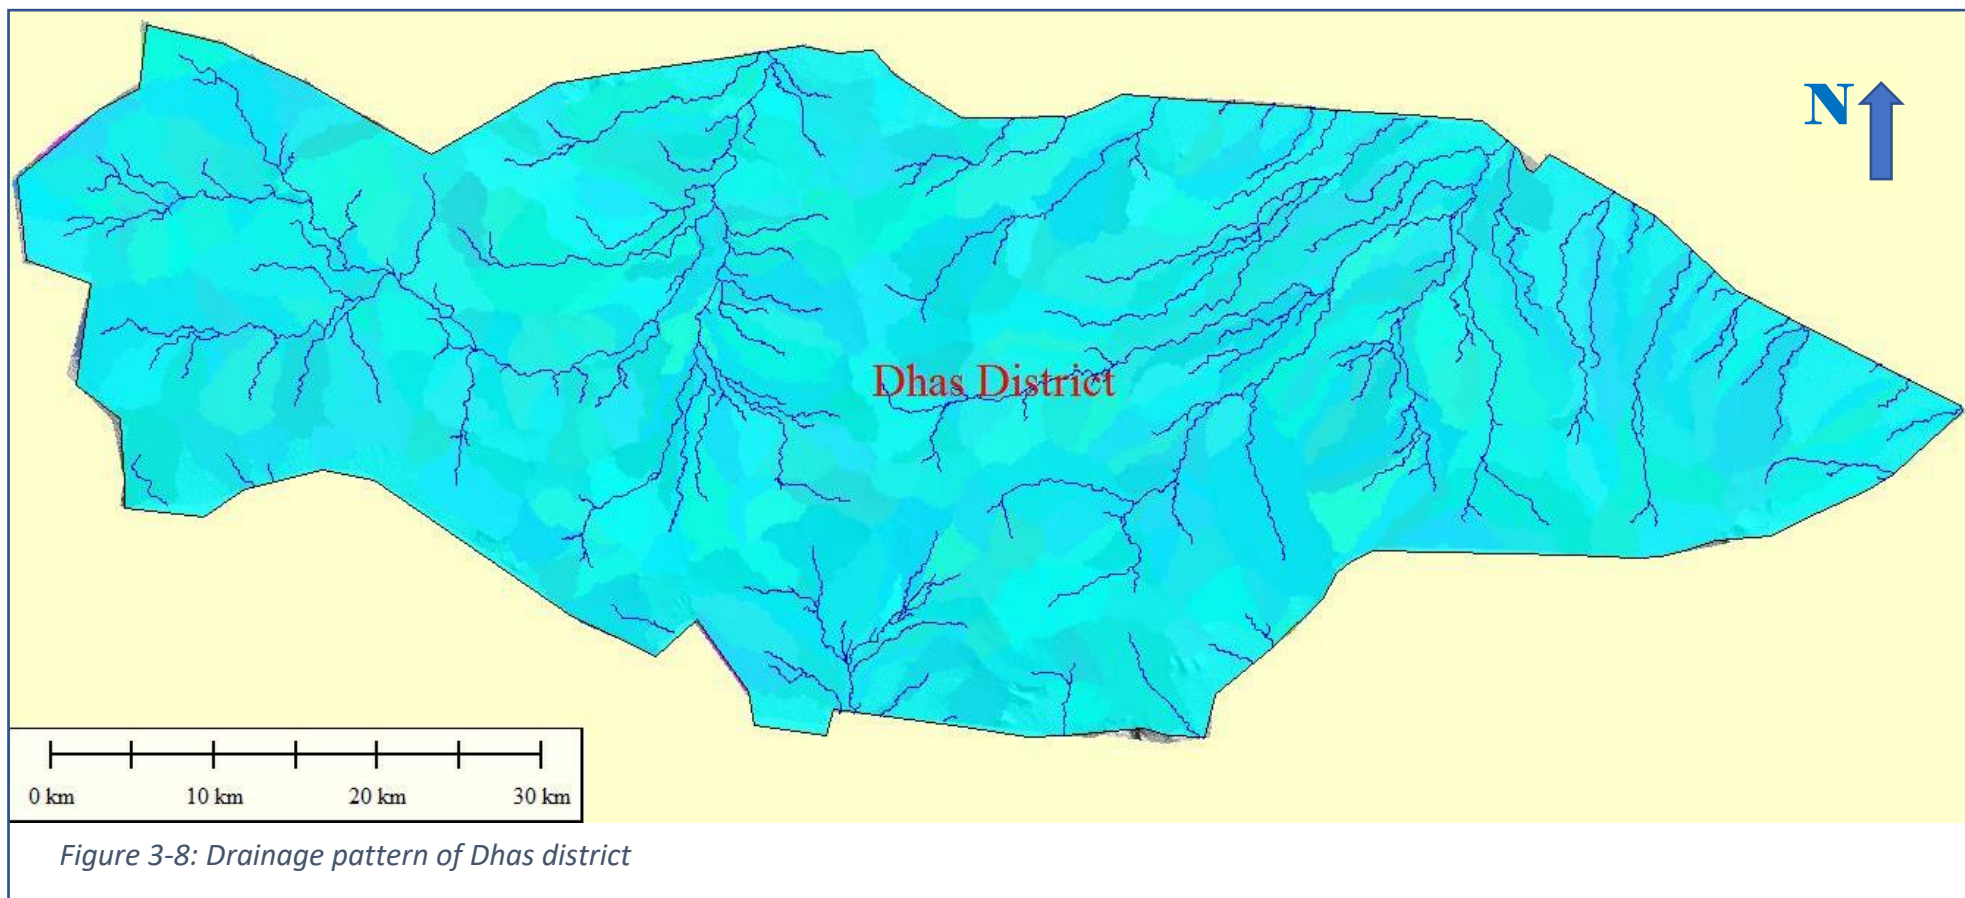 N
Dhas District
0 km 10 km 20 km 30 km
Figure 3-8: Drainage pattern of Dhas district